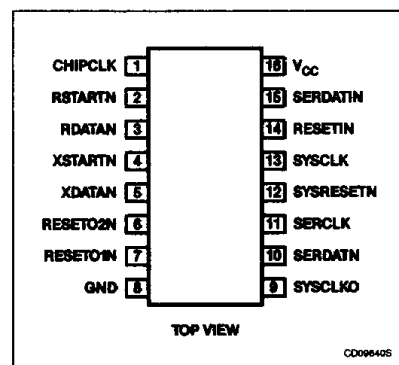 CHIPCLK 1 16 VCC
RSTARTN 2 15 SERDATIN
RDATAN 3 14 RESETIN
XSTARTN 4 13 SYSCLK
XDATAN 5 12 SYSRESETN
RESETO2N 6 11 SERCLK
RESETO1N 7 10 SERDATN
GND 8 9 SYSCLKO
TOP VIEW
CD09640S